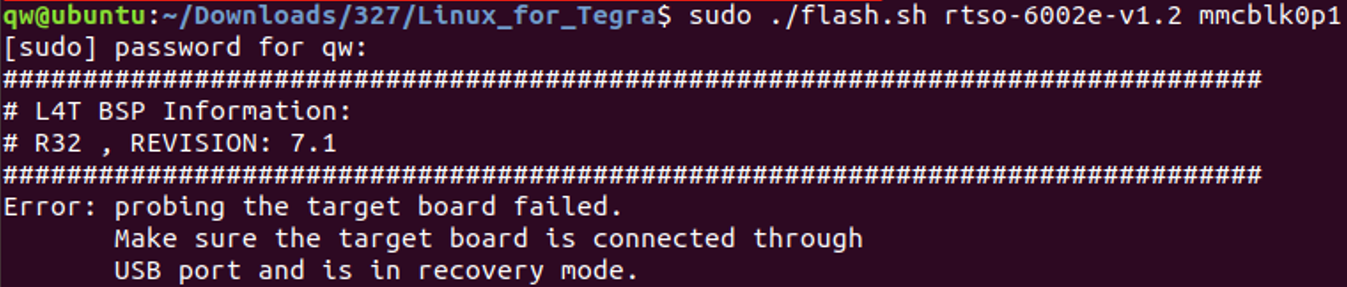 qw@ubuntu:~/Downloads/327/Linux_for_Tegra$ sudo ./flash.sh rtso-6002e-v1.2 mmcblk0p1
[sudo] password for qw:
###############################################################################
# L4T BSP Information:
# R32 , REVISION: 7.1
###############################################################################
Error: probing the target board failed.
       Make sure the target board is connected through
       USB port and is in recovery mode.